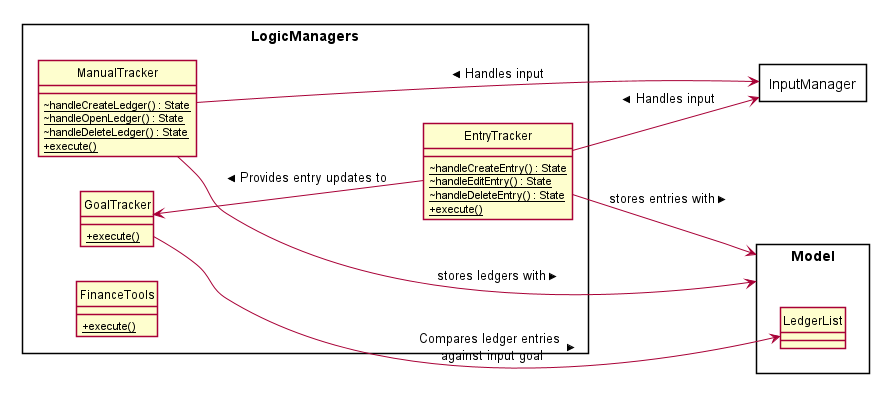 LogicManagers
ManualTracker
~handleCreateLedger() : State
~handleOpenLedger() : State
~handleDeleteLedger() : State
+execute()
◄ Handles input
InputManager
◄ Handles input
EntryTracker
~handleCreateEntry() : State
~handleEditEntry() : State
~handleDeleteEntry() : State
+execute()
◄ Provides entry updates to
GoalTracker
+execute()
stores entries with ►
Model
stores ledgers with ►
FinanceTools
+execute()
LedgerList
Compares ledger entries
against input goal ►